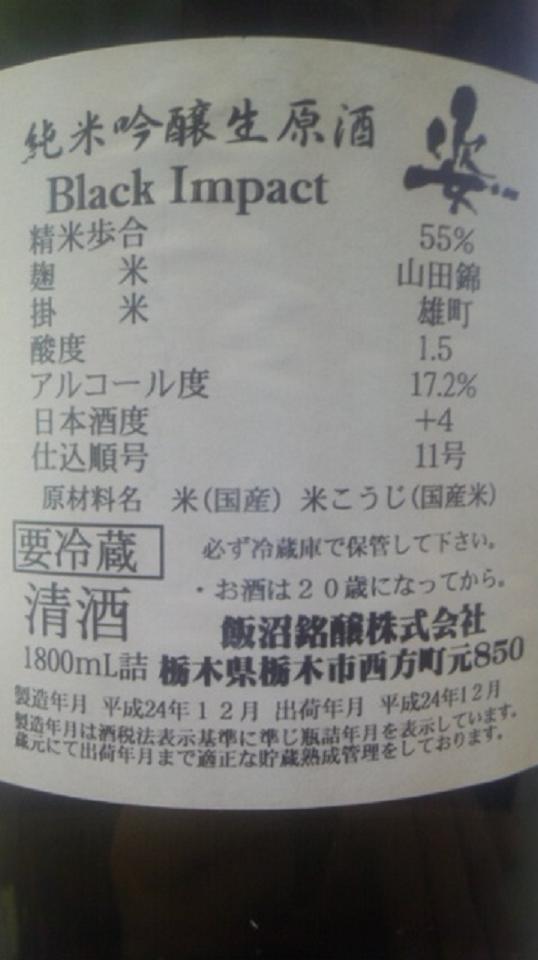 純米吟醸生原酒 姿
Black Impact
精米歩合 55%
麹米 山田錦
掛米 雄町
酸度 1.5
アルコール度 17.2%
日本酒度 +4
仕込順号 11号
原材料名 米(国産) 米こうじ(国産米)
要冷蔵 必ず冷蔵庫で保管して下さい。
・お酒は20歳になってから。
清酒 飯沼銘醸株式会社
1800mL詰 栃木県栃木市西方町元850
製造年月 平成24年12月 出荷年月 平成24年12月
製造年月は酒税法表示基準に準じ瓶詰年月を表示しています。
蔵元にて出荷年月まで適正な貯蔵熟成管理をしております。